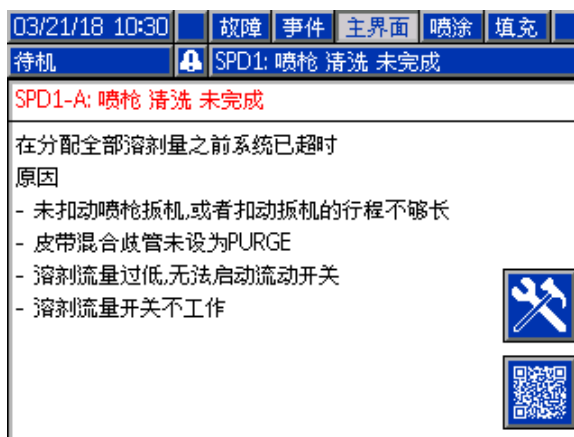 03/21/18 10:30 故障 事件 主界面 喷涂 填充
待机 SPD1: 喷枪 清洗 未完成
SPD1-A: 喷枪 清洗 未完成
在分配全部溶剂量之前系统已超时
原因
- 未扣动喷枪扳机,或者扣动扳机的行程不够长
- 皮带混合歧管未设为PURGE
- 溶剂流量过低,无法启动流动开关
- 溶剂流量开关不工作